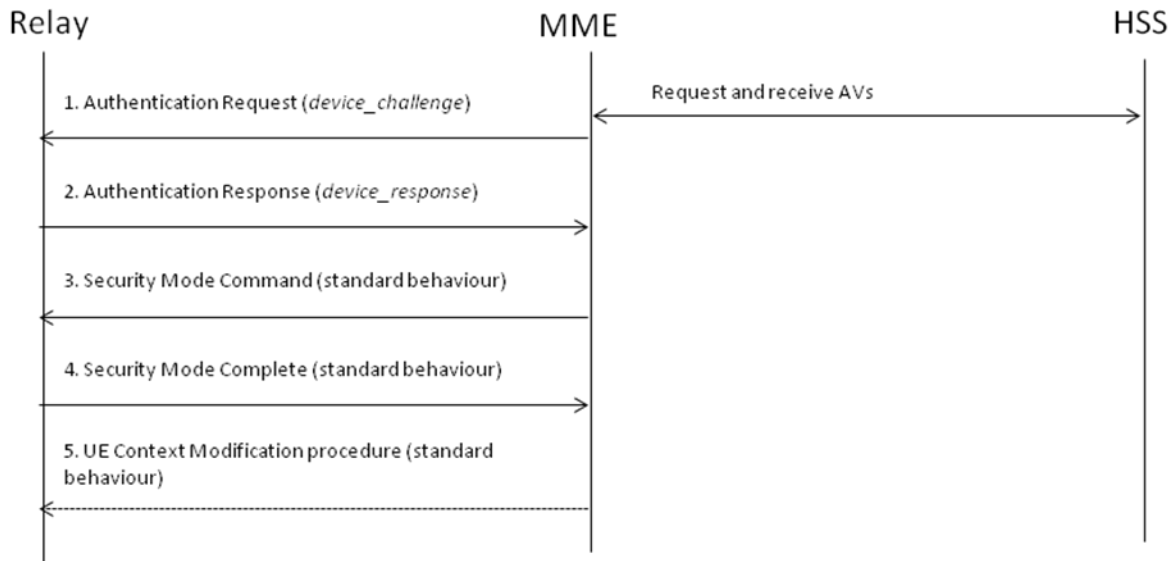 Relay
MME
HSS
Request and receive AVs
1. Authentication Request (device_challenge)
2. Authentication Response (device_response)
3. Security Mode Command (standard behaviour)
4. Security Mode Complete (standard behaviour)
5. UE Context Modification procedure (standard
behaviour)